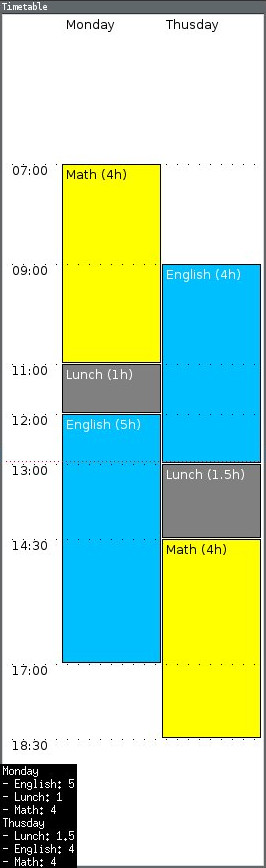 Timetable
Monday Thusday
07:00 Math (4h)
09:00 English (4h)
11:00 Lunch (1h)
12:00 English (5h)
13:00 Lunch (1.5h)
14:30 Math (4h)
17:00
18:30
Monday
- English: 5
- Lunch: 1
- Math: 4
Thusday
- Lunch: 1.5
- English: 4
- Math: 4